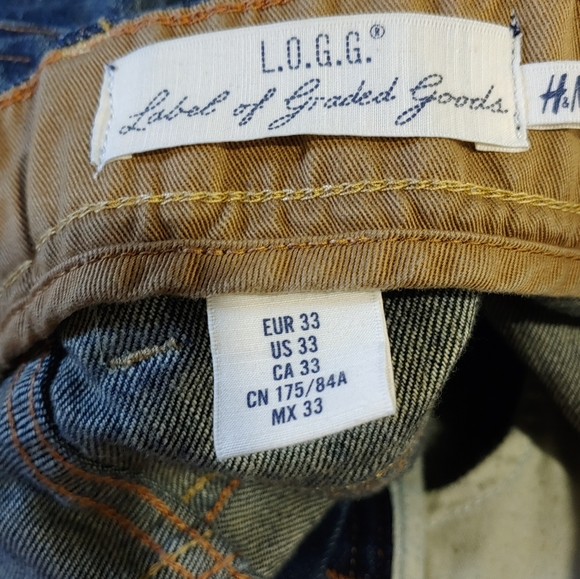 L.O.G.G.®
Label of Graded Goods
H&M
EUR 33
US 33
CA 33
CN 175/84A
MX 33